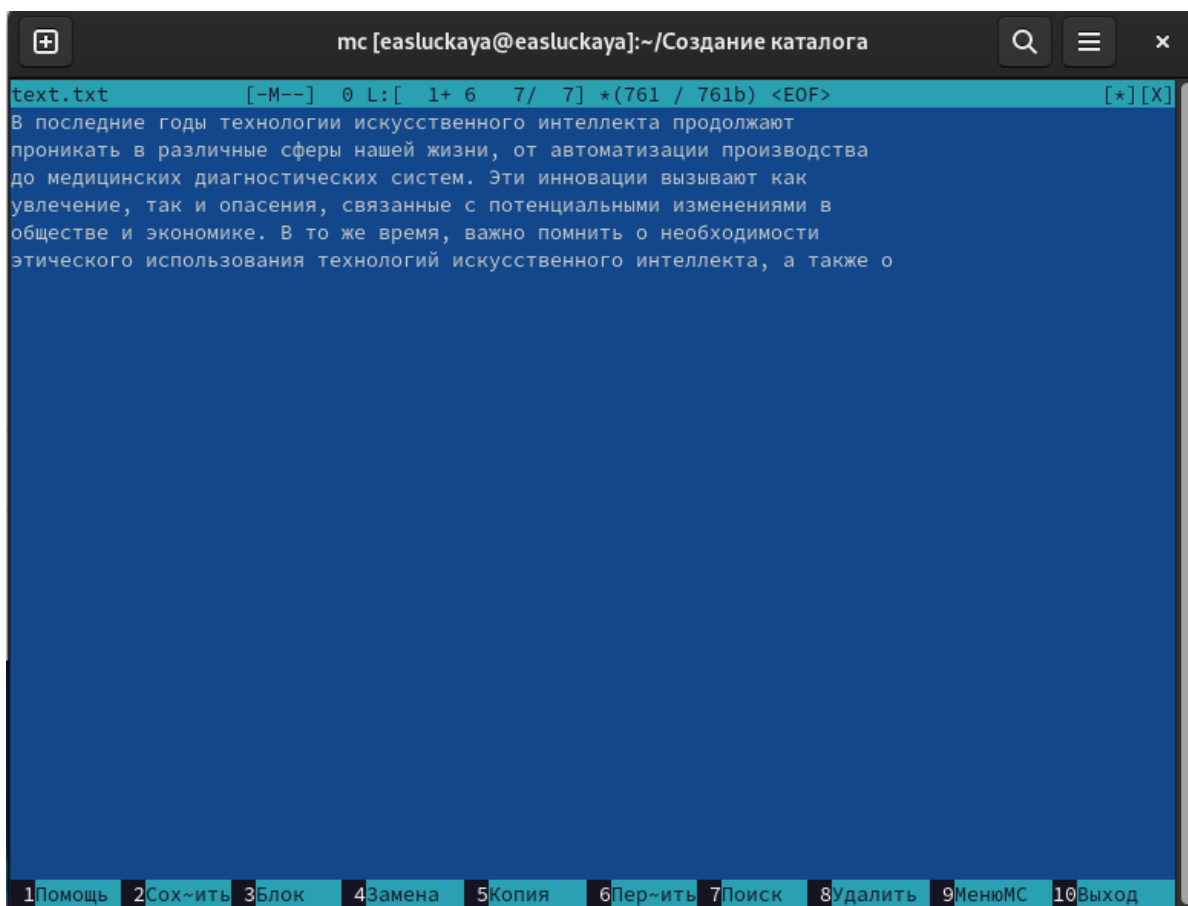 mc [easluckaya@easluckaya]:~/Создание каталога
text.txt [-M--] 0 L:[ 1+ 6 7/ 7] *(761 / 761b) <EOF> [*][X]
В последние годы технологии искусственного интеллекта продолжают
проникать в различные сферы нашей жизни, от автоматизации производства
до медицинских диагностических систем. Эти инновации вызывают как
увлечение, так и опасения, связанные с потенциальными изменениями в
обществе и экономике. В то же время, важно помнить о необходимости
этического использования технологий искусственного интеллекта, а также о
1Помощь 2Сох~ить 3Блок 4Замена 5Копия 6Пер~ить 7Поиск 8Удалить 9МенюМС 10Выход